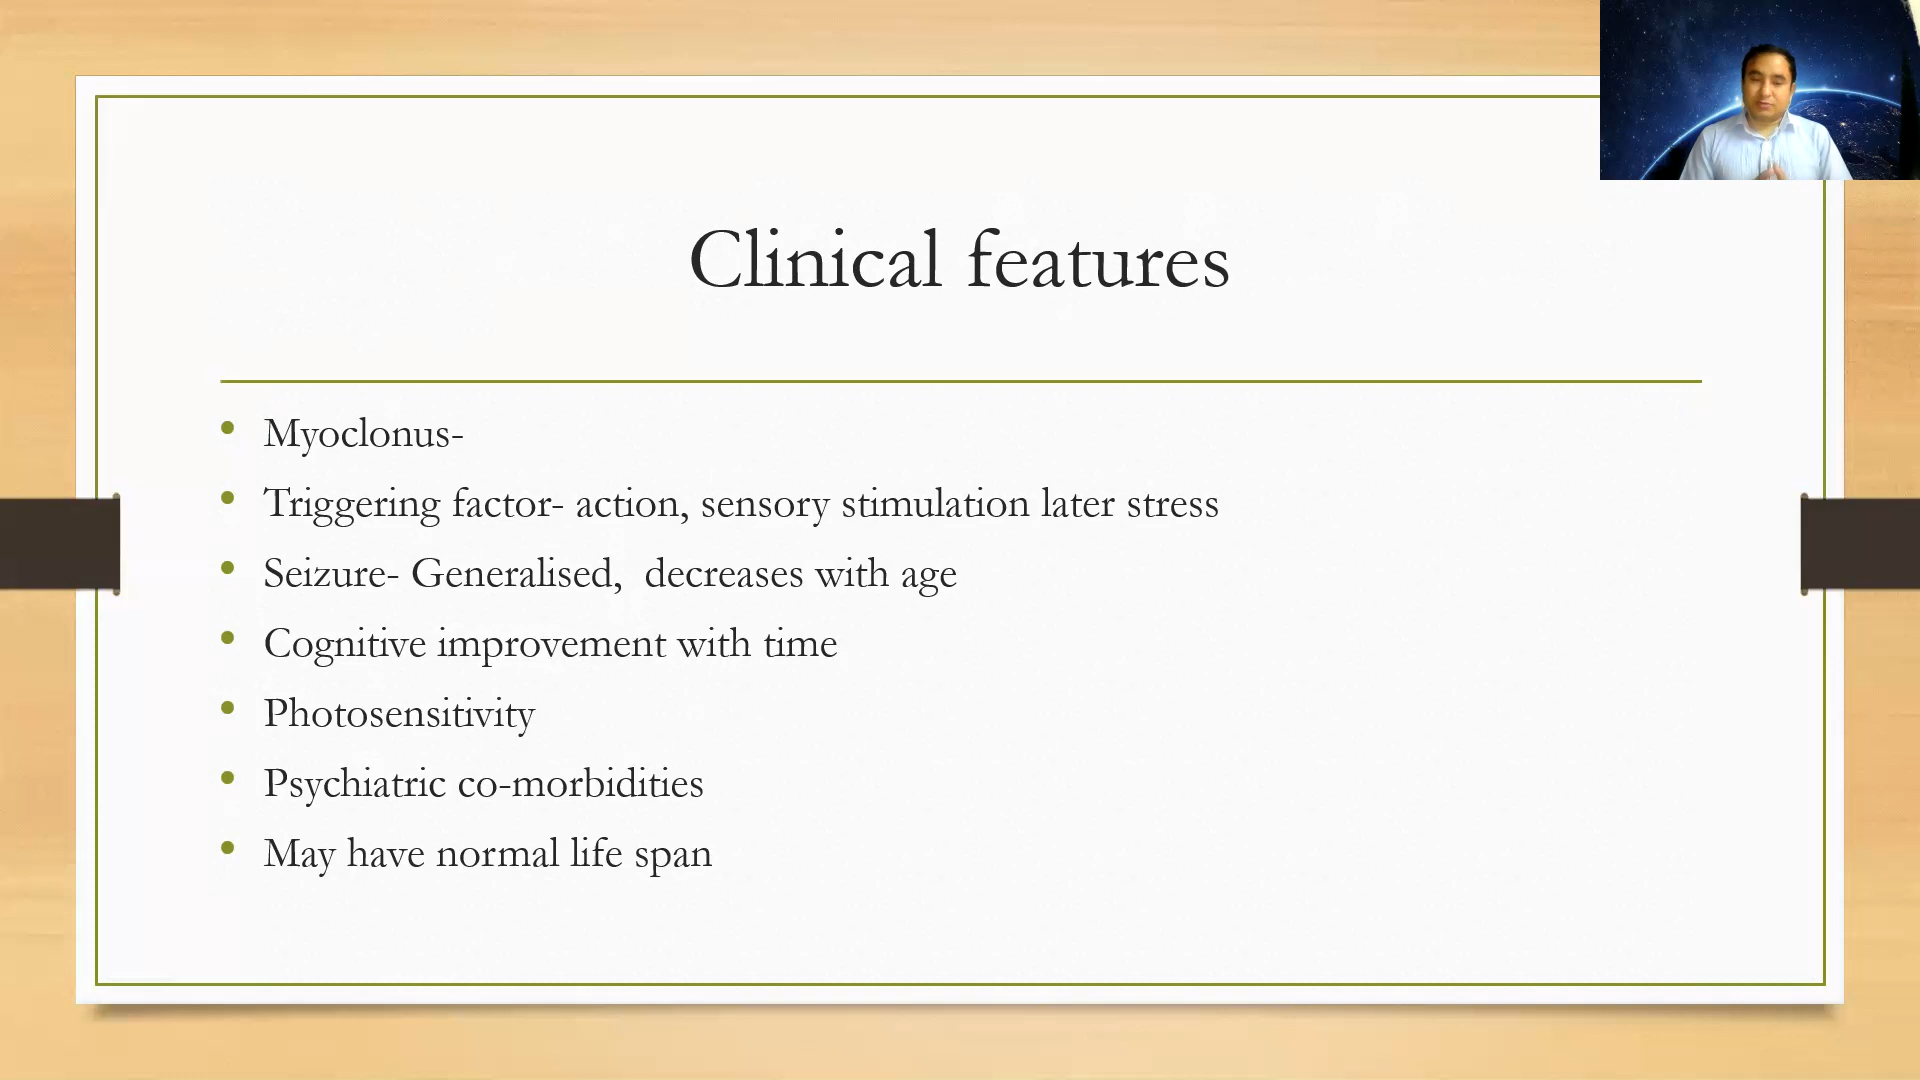 Clinical features
Myoclonus-
Triggering factor- action, sensory stimulation later stress
Seizure- Generalised,  decreases with age
Cognitive improvement with time
Photosensitivity
Psychiatric co-morbidities
May have normal life span